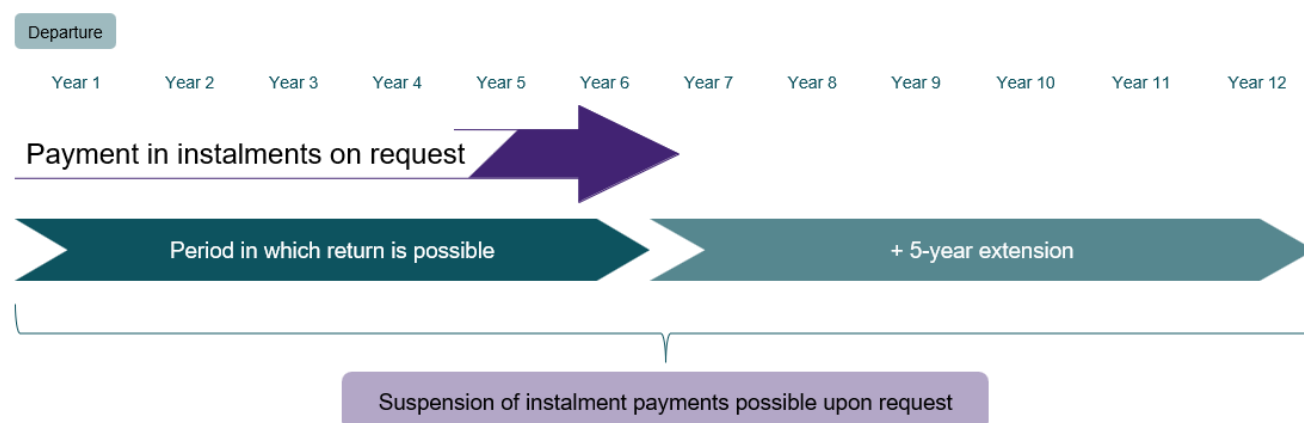 Departure
Year 1 Year 2 Year 3 Year 4 Year 5 Year 6 Year 7 Year 8 Year 9 Year 10 Year 11 Year 12
Payment in instalments on request
Period in which return is possible
+ 5-year extension
Suspension of instalment payments possible upon request